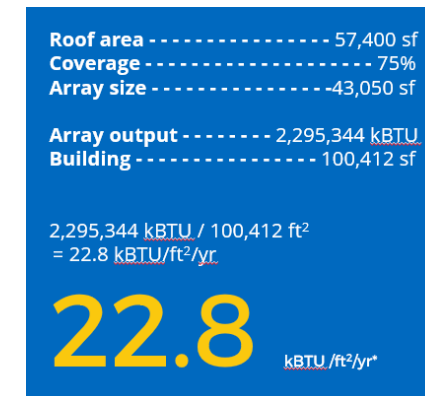 Roof area - - - - - - - - - - - - - - - - 57,400 sf
Coverage - - - - - - - - - - - - - - - - - - - - 75%
Array size - - - - - - - - - - - - - - - - -43,050 sf
Array output - - - - - - - - 2,295,344 kBTU
Building - - - - - - - - - - - - - - - - 100,412 sf
2,295,344 kBTU / 100,412 ft²
= 22.8 kBTU/ft²/yr
22.8 kBTU /ft²/yr*